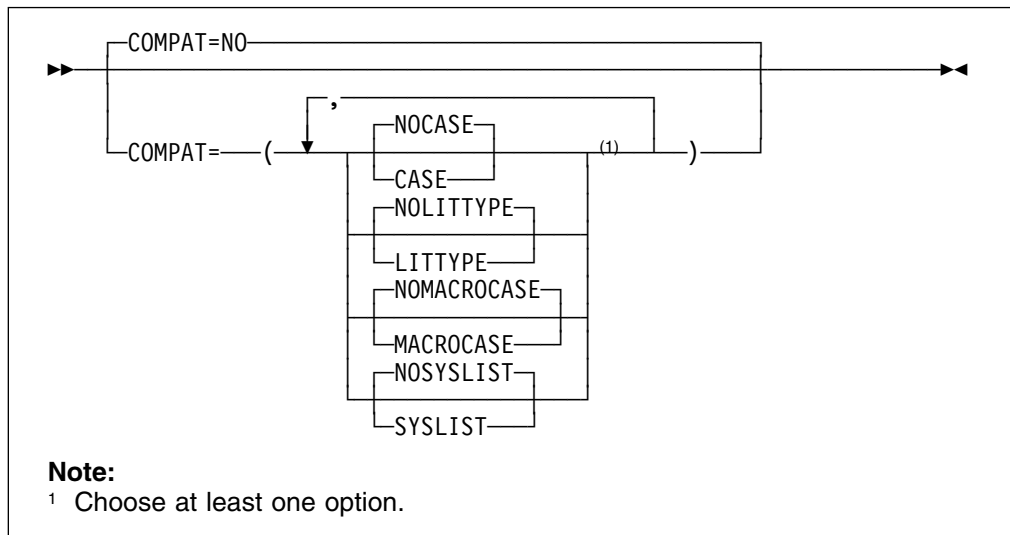 COMPAT=NO
,
NOCASE
COMPAT= ( (1) )
CASE
NOLITTYPE
LITTYPE
NOMACROCASE
MACROCASE
NOSYSLIST
SYSLIST
Note:
1 Choose at least one option.